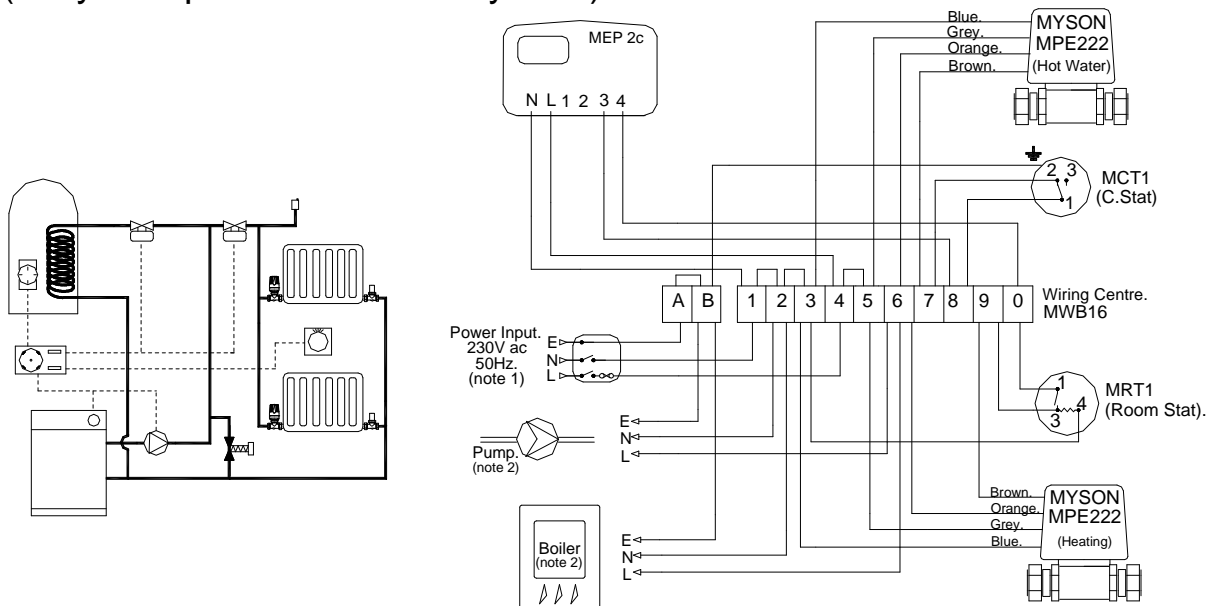 MEP 2c
N L 1 2 3 4
Blue.
Grey.
Orange.
Brown.
MYSON
MPE222
(Hot Water)
2 3
1
MCT1
(C.Stat)
A B 1 2 3 4 5 6 7 8 9 0
Wiring Centre.
MWB16
Power Input.
230V ac
50Hz.
(note 1)
E
N
L
1
4
3
MRT1
(Room Stat).
Pump.
(note 2)
E
N
L
Brown.
Orange.
Grey.
Blue.
MYSON
MPE222
(Heating)
Boiler
(note 2)
E
N
L